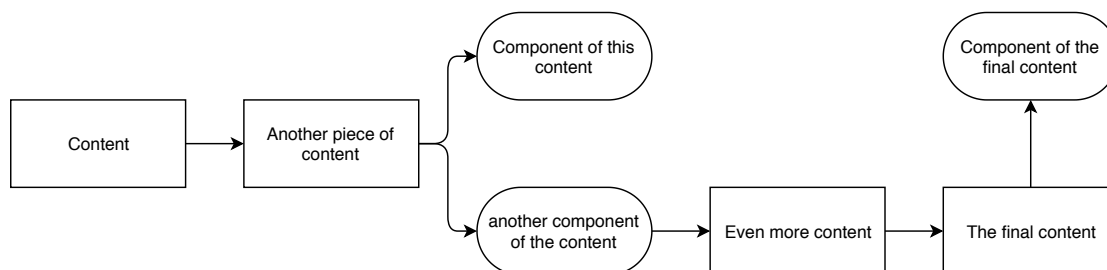 Content
Another piece of
content
Component of this
content
another component
of the content
Even more content
The final content
Component of the
final content